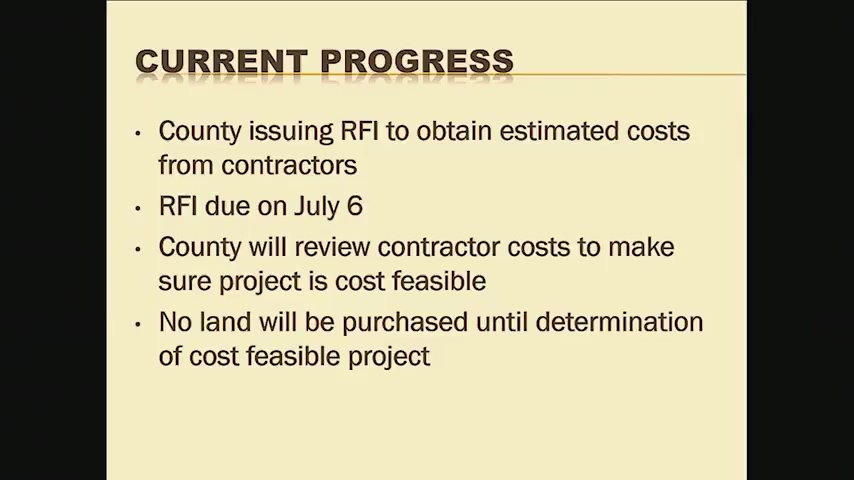 CURRENT PROGRESS
• County issuing RFI to obtain estimated costs
from contractors
• RFI due on July 6
• County will review contractor costs to make
sure project is cost feasible
• No land will be purchased until determination
of cost feasible project